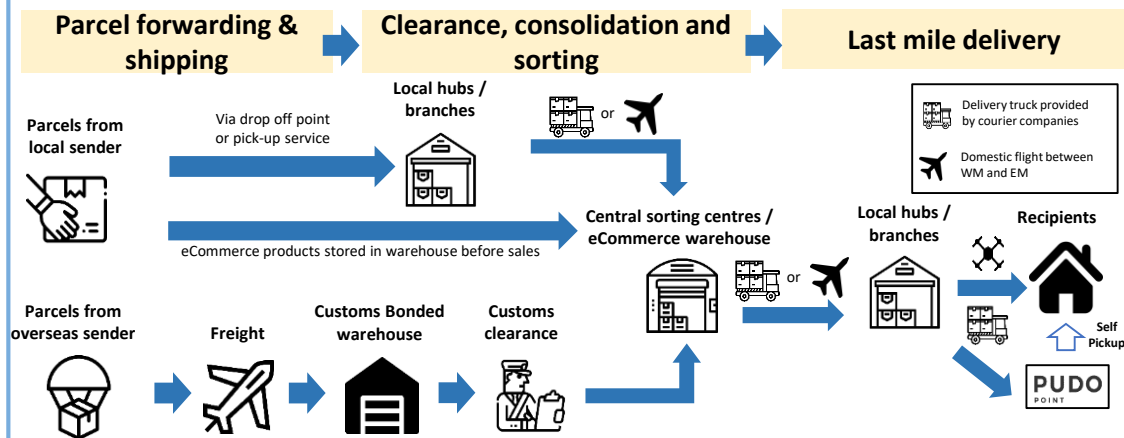 Parcel forwarding &
shipping
Clearance, consolidation and
sorting
Last mile delivery
Parcels from
local sender
Via drop off point
or pick-up service
Local hubs /
branches
or
Delivery truck provided
by courier companies
Domestic flight between
WM and EM
eCommerce products stored in warehouse before sales
Central sorting centres /
eCommerce warehouse
or
Local hubs /
branches
Recipients
Self
Pickup
PUDO
POINT
Parcels from
overseas sender
Freight
Customs Bonded
warehouse
Customs
clearance